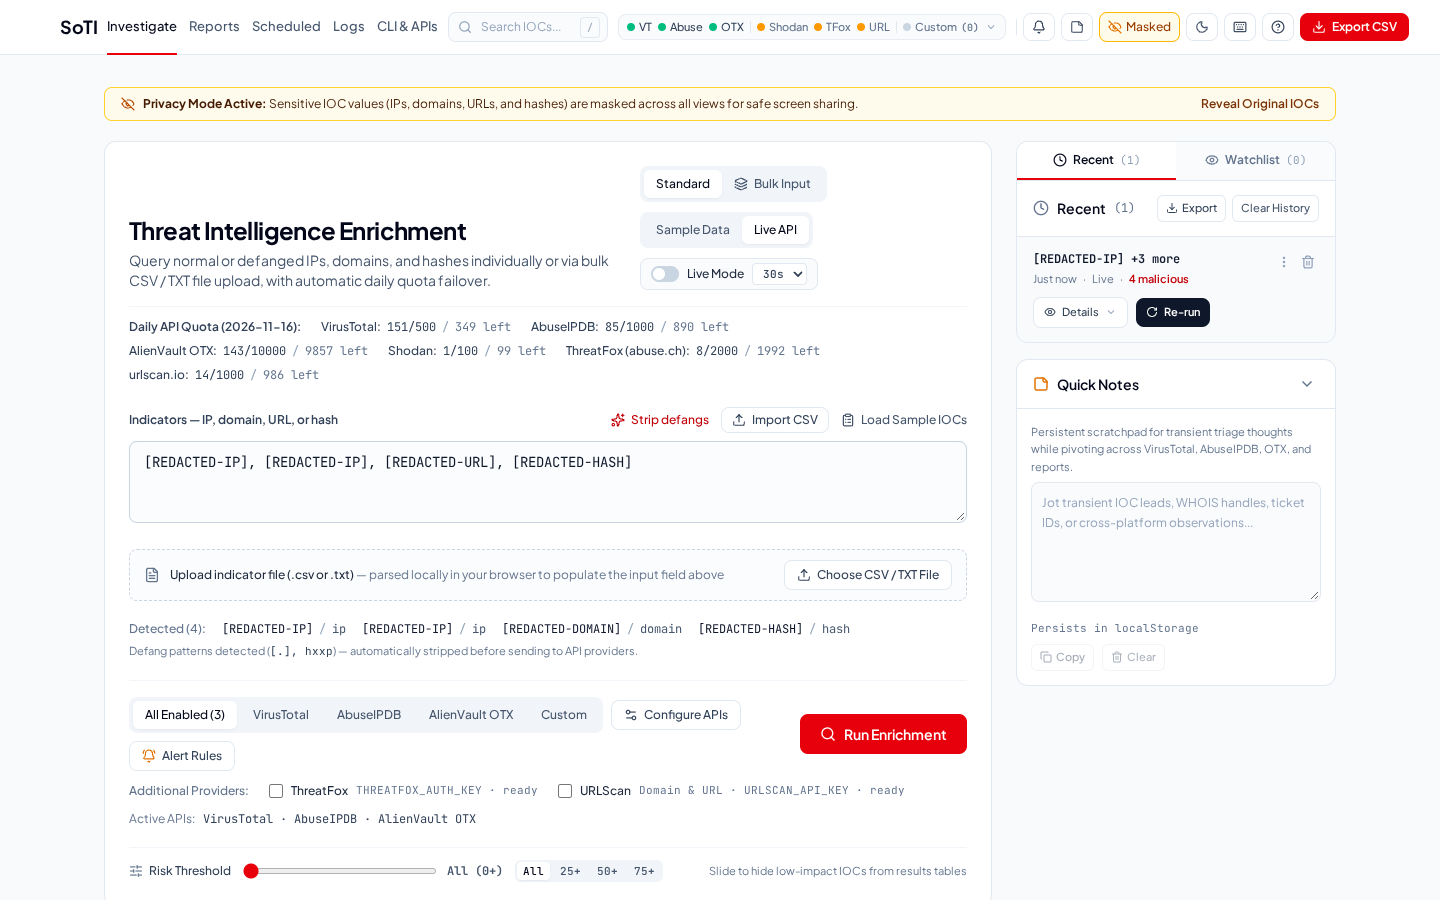 SoTI Investigate Reports Scheduled Logs CLI & APIs Search IOCs... / VT Abuse OTX Shodan TFox URL Custom (0) Masked Export CSV
Privacy Mode Active: Sensitive IOC values (IPs, domains, URLs, and hashes) are masked across all views for safe screen sharing. Reveal Original IOCs
Standard Bulk Input
Sample Data Live API
Live Mode 30s
Threat Intelligence Enrichment
Query normal or defanged IPs, domains, and hashes individually or via bulk
CSV / TXT file upload, with automatic daily quota failover.
Daily API Quota (2026-11-16): VirusTotal: 151/500 / 349 left AbuseIPDB: 85/1000 / 890 left
AlienVault OTX: 143/10000 / 9857 left Shodan: 1/100 / 99 left ThreatFox (abuse.ch): 8/2000 / 1992 left
urlscan.io: 14/1000 / 986 left
Indicators — IP, domain, URL, or hash Strip defangs Import CSV Load Sample IOCs
[REDACTED-IP], [REDACTED-IP], [REDACTED-URL], [REDACTED-HASH]
Upload indicator file (.csv or .txt) — parsed locally in your browser to populate the input field above Choose CSV / TXT File
Detected (4): [REDACTED-IP] / ip [REDACTED-IP] / ip [REDACTED-DOMAIN] / domain [REDACTED-HASH] / hash
Defang patterns detected ([.], hxxp) — automatically stripped before sending to API providers.
All Enabled (3) VirusTotal AbuseIPDB AlienVault OTX Custom Configure APIs
Alert Rules
Run Enrichment
Additional Providers: ThreatFox THREATFOX_AUTH_KEY · ready URLScan Domain & URL · URLSCAN_API_KEY · ready
Active APIs: VirusTotal · AbuseIPDB · AlienVault OTX
Risk Threshold All (0+) All 25+ 50+ 75+ Slide to hide low-impact IOCs from results tables
Recent (1) Watchlist (0)
Recent (1) Export Clear History
[REDACTED-IP] +3 more
Just now · Live · 4 malicious
Details Re-run
Quick Notes
Persistent scratchpad for transient triage thoughts
while pivoting across VirusTotal, AbuseIPDB, OTX, and
reports.
Jot transient IOC leads, WHOIS handles, ticket
IDs, or cross-platform observations...
Persists in localStorage
Copy Clear